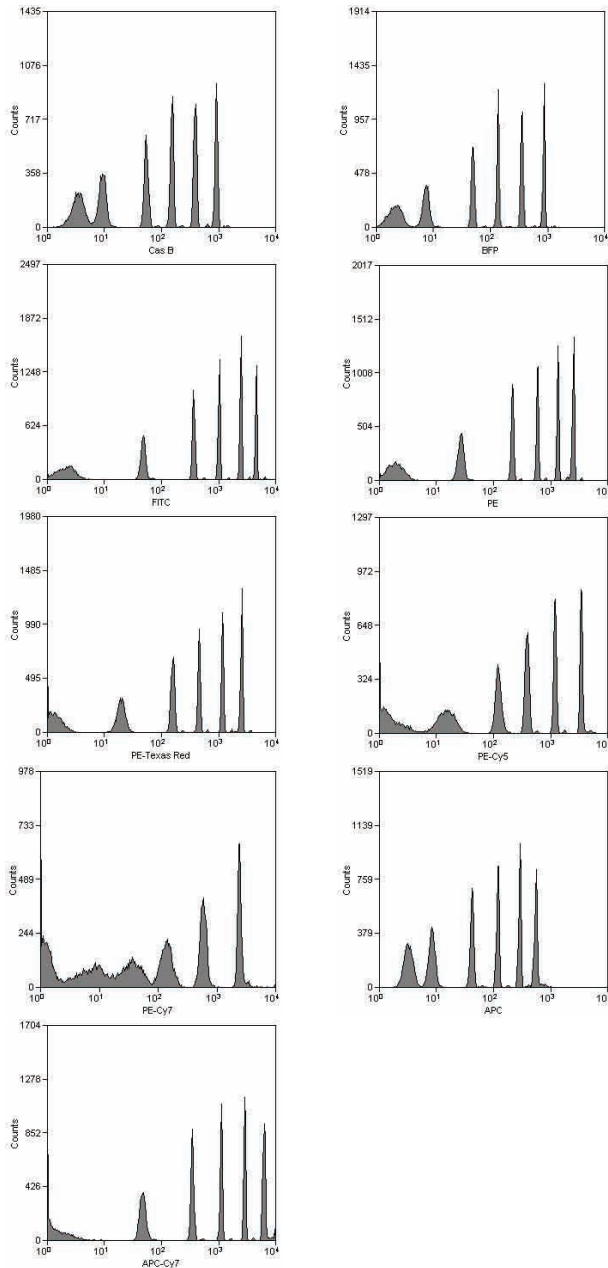 1435 1914
1076 1435
717 957
358 478
0 0
Counts Counts
10⁰ 10¹ 10² 10³ 10⁴ 10⁰ 10¹ 10² 10³ 10⁴
Cas B BFP
2497 2017
1872 1512
1248 1008
624 504
0 0
Counts Counts
10⁰ 10¹ 10² 10³ 10⁴ 10⁰ 10¹ 10² 10³
FITC PE
1980 1297
1485 972
990 648
495 324
0 0
Counts Counts
10⁰ 10¹ 10² 10³ 10⁴ 10⁰ 10¹ 10² 10³
PE-Texas Red PE-Cy5
978 1519
733 1139
489 759
244 379
0 0
Counts Counts
10⁰ 10¹ 10² 10³ 10⁴ 10⁰ 10¹ 10² 10³
PE-Cy7 APC
1704
1278
852
426
0
Counts
10⁰ 10¹ 10² 10³ 10⁴
APC-Cy7